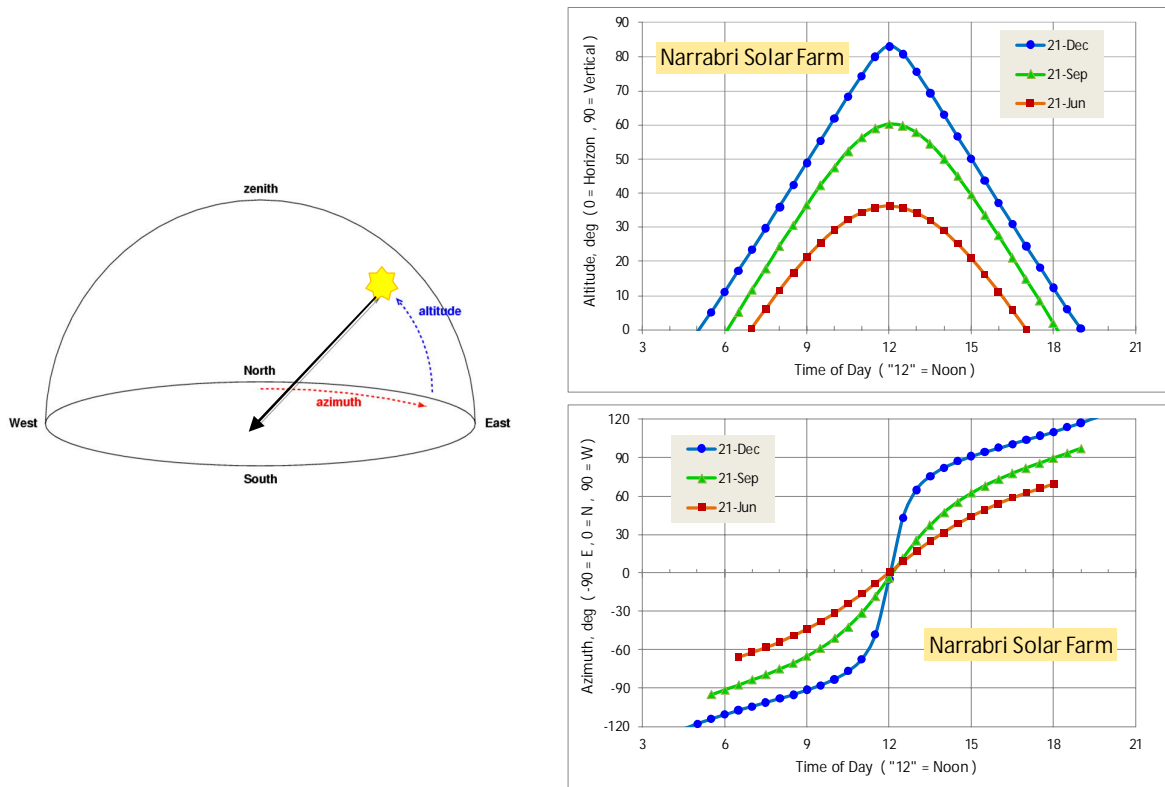 zenith
altitude
North
azimuth
West
East
South
Narrabri Solar Farm
21-Dec
21-Sep
21-Jun
Altitude, deg ( 0 = Horizon , 90 = Vertical )
90
80
70
60
50
40
30
20
10
0
3 6 9 12 15 18 21
Time of Day ( "12" = Noon )
21-Dec
21-Sep
21-Jun
Azimuth, deg ( -90 = E , 0 = N , 90 = W )
120
90
60
30
0
-30
-60
-90
-120
Narrabri Solar Farm
3 6 9 12 15 18 21
Time of Day ( "12" = Noon )